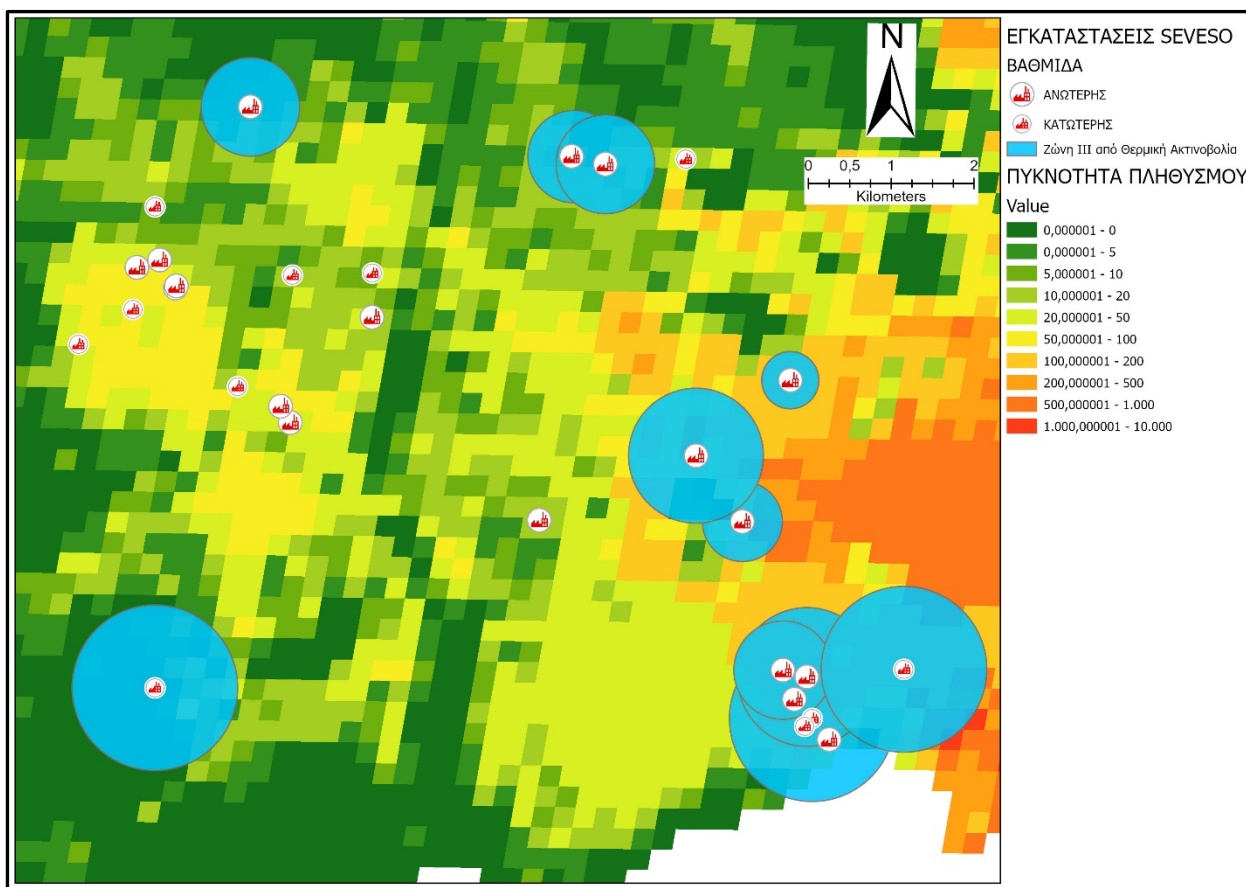 N
0 0,5 1 2
Kilometers
ΕΓΚΑΤΑΣΤΑΣΕΙΣ SEVESO
ΒΑΘΜΙΔΑ
ΑΝΩΤΕΡΗΣ
ΚΑΤΩΤΕΡΗΣ
Ζώνη ΙΙΙ από Θερμική Ακτινοβολία
ΠΥΚΝΟΤΗΤΑ ΠΛΗΘΥΣΜΟΥ
Value
0,000001 - 0
0,000001 - 5
5,000001 - 10
10,000001 - 20
20,000001 - 50
50,000001 - 100
100,000001 - 200
200,000001 - 500
500,000001 - 1.000
1.000,000001 - 10.000